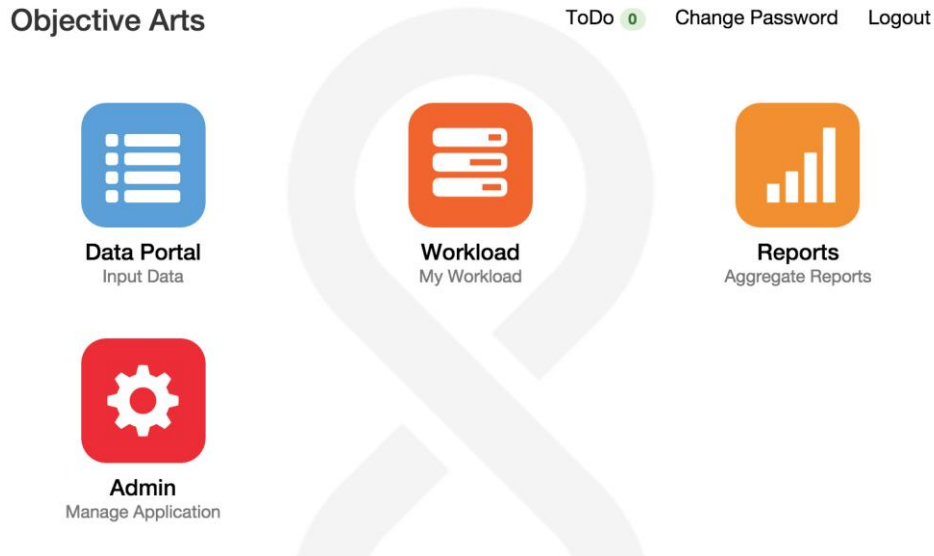 Objective Arts
ToDo 0 Change Password Logout
Data Portal
Input Data
Workload
My Workload
Reports
Aggregate Reports
Admin
Manage Application